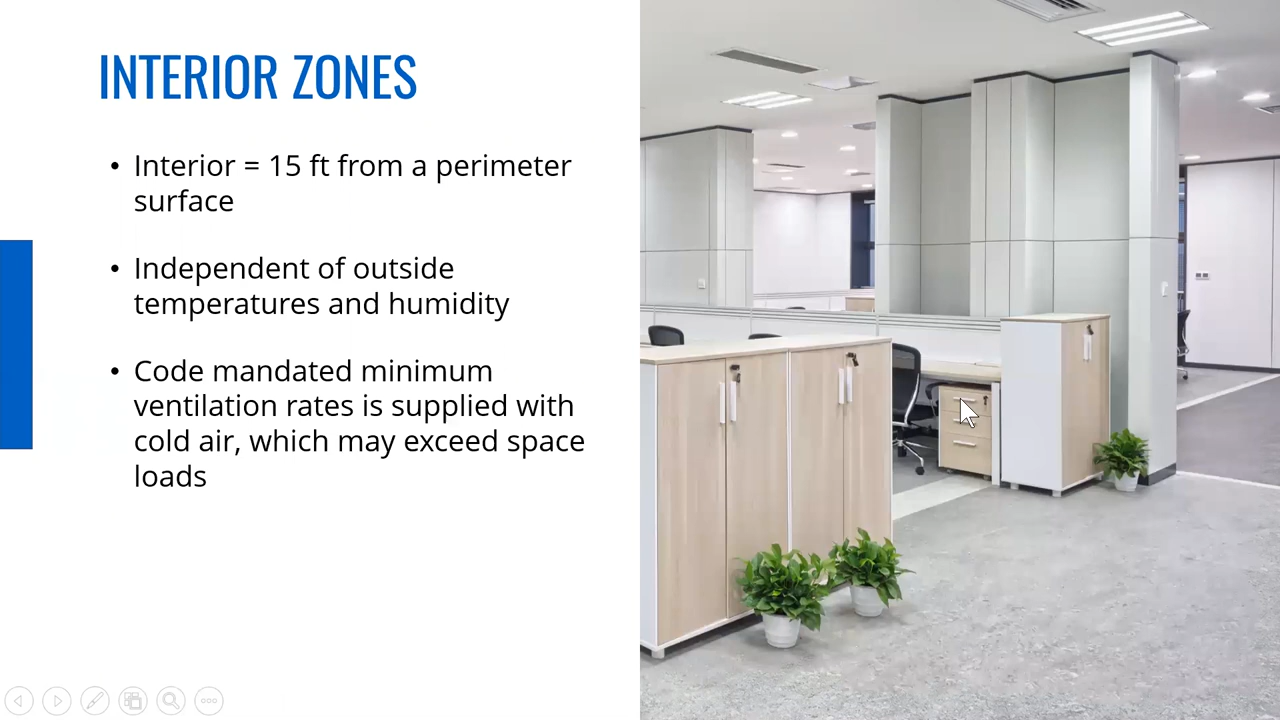 INTERIOR ZONES
• Interior = 15 ft from a perimeter
surface
• Independent of outside
temperatures and humidity
• Code mandated minimum
ventilation rates is supplied with
cold air, which may exceed space
loads